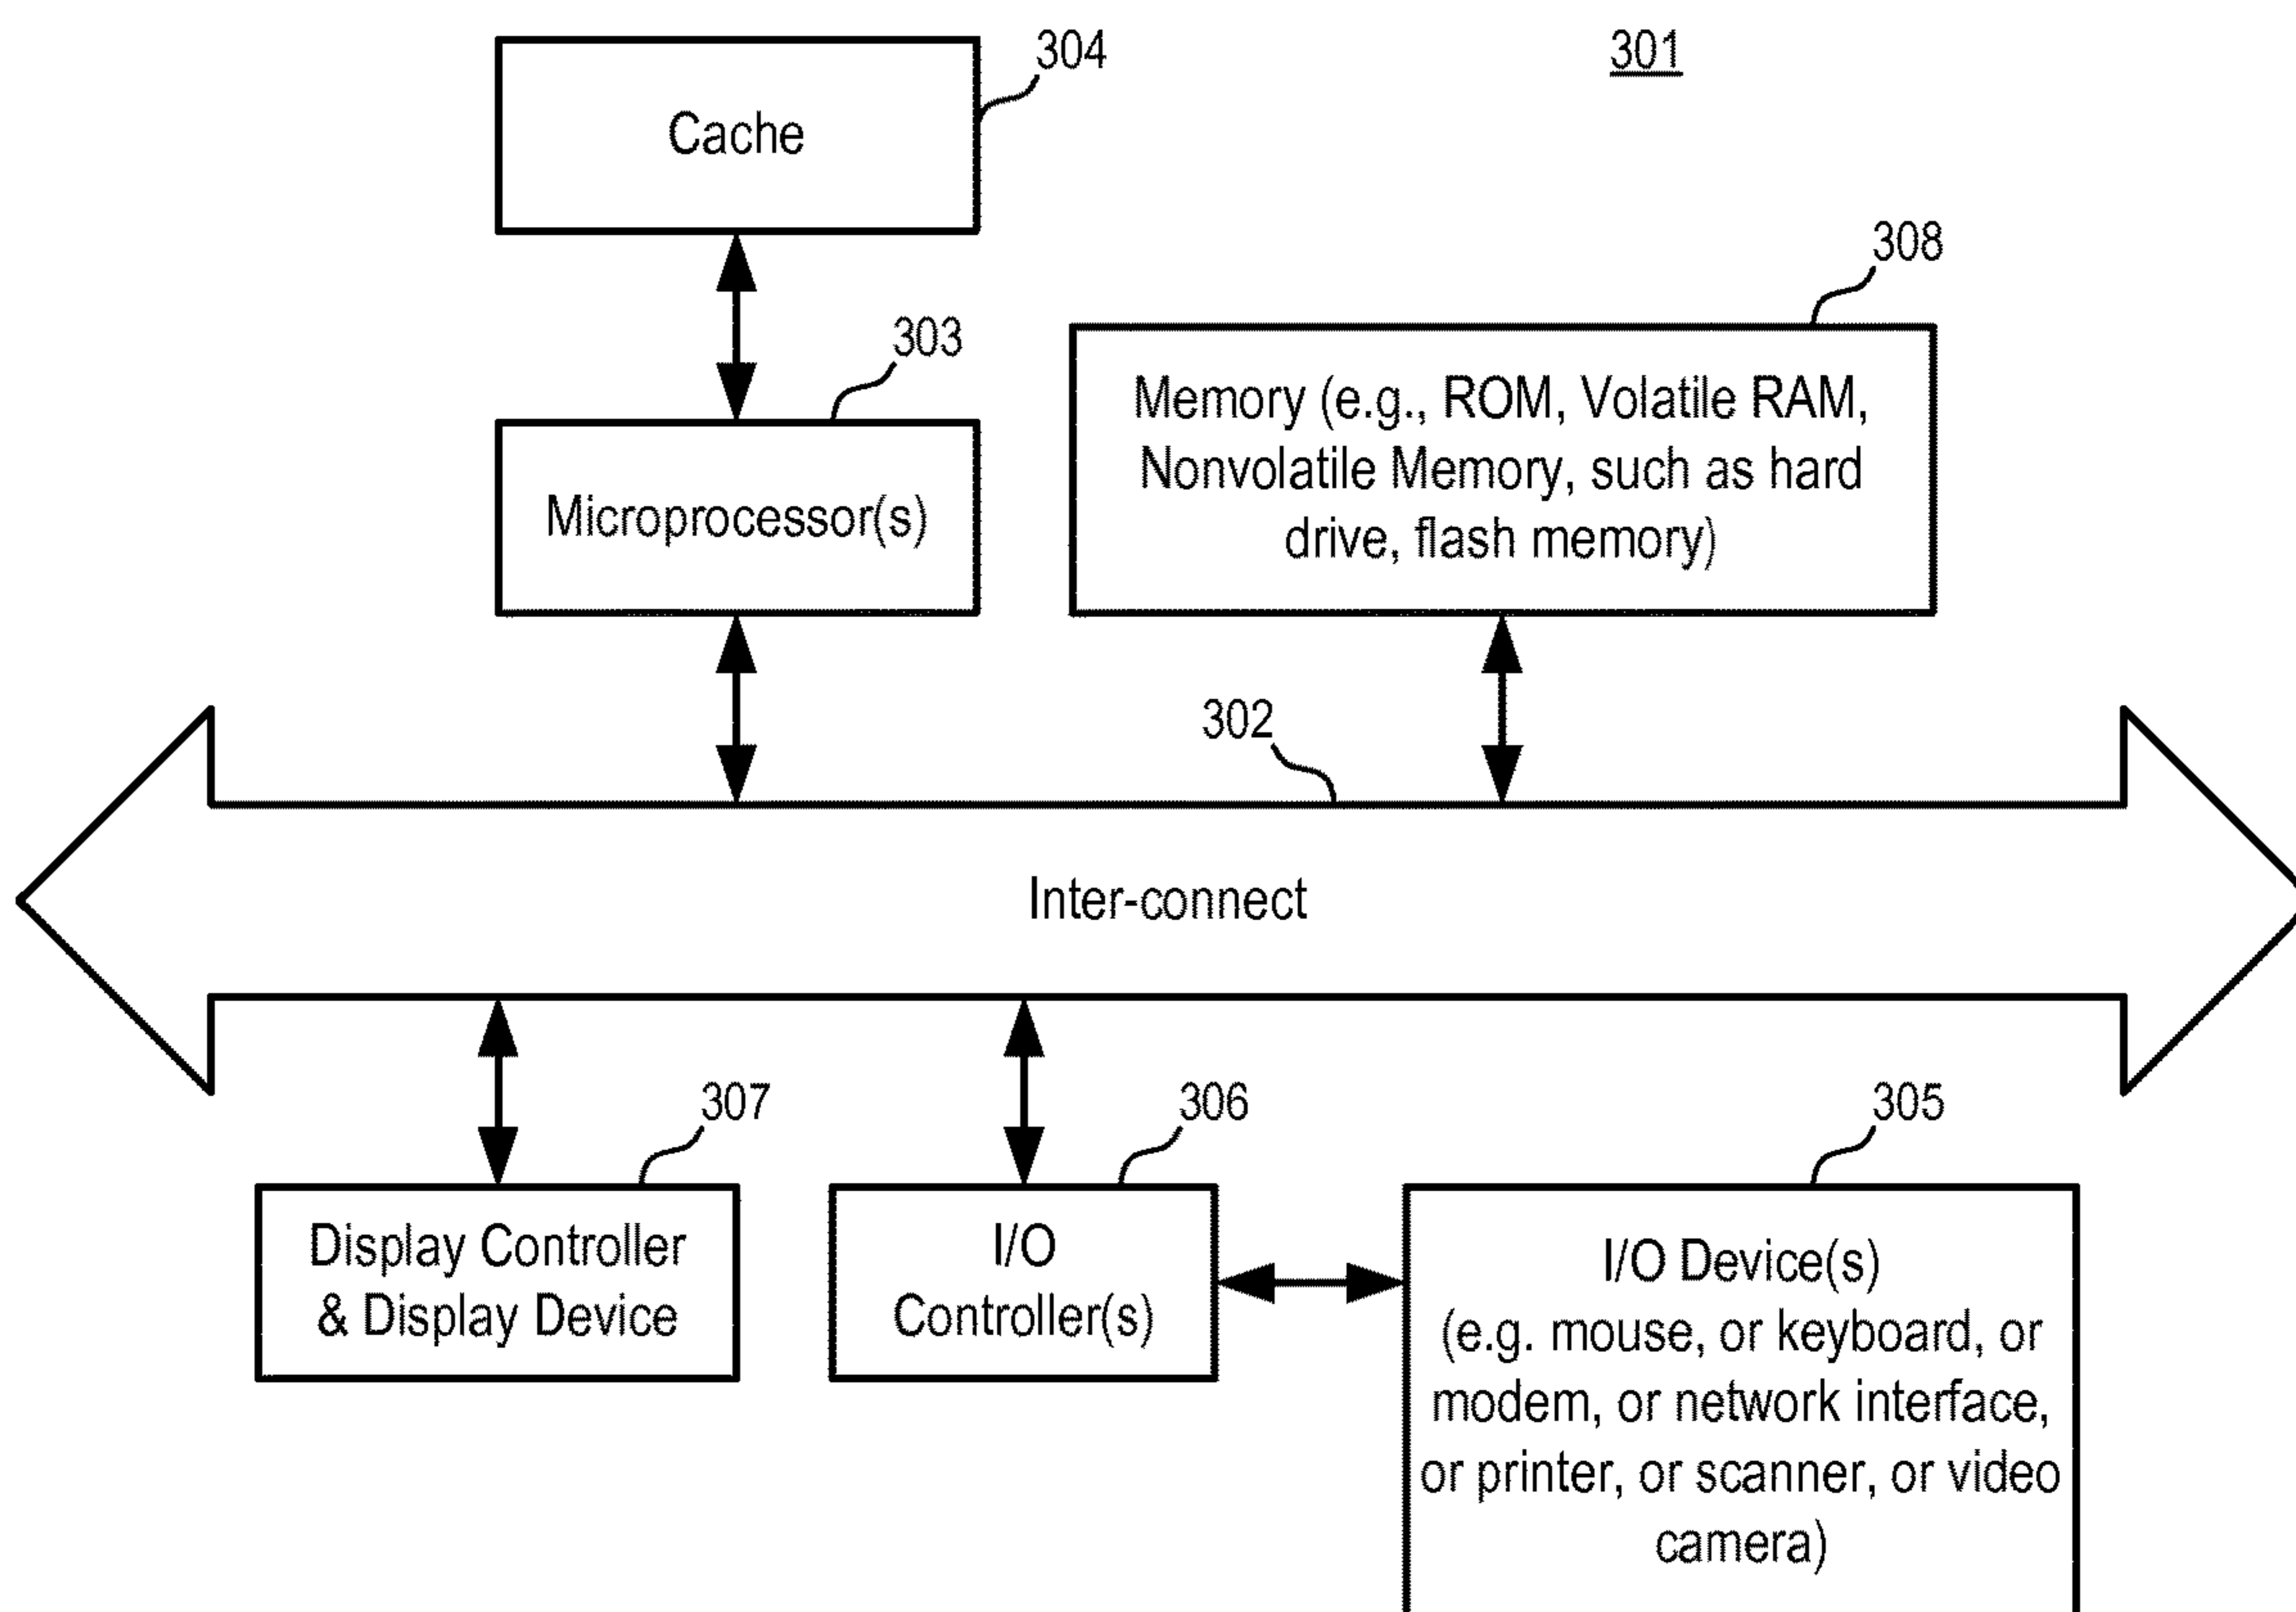 301
304
Cache
308
303
Memory (e.g., ROM, Volatile RAM,
Nonvolatile Memory, such as hard
drive, flash memory)
Microprocessor(s)
302
Inter-connect
307
306
305
Display Controller
& Display Device
I/O
Controller(s)
I/O Device(s)
(e.g. mouse, or keyboard, or
modem, or network interface,
or printer, or scanner, or video
camera)